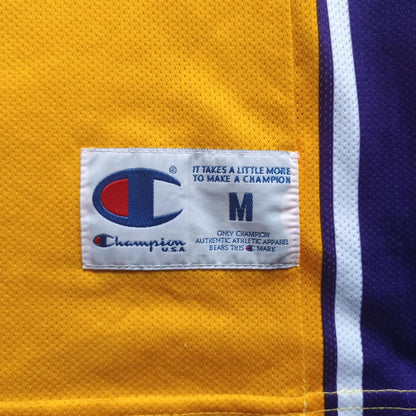 ®
IT TAKES A LITTLE MORE
TO MAKE A CHAMPION
M
Champion
U.S.A.
ONLY CHAMPION
AUTHENTIC ATHLETIC APPAREL
BEARS THIS C MARK